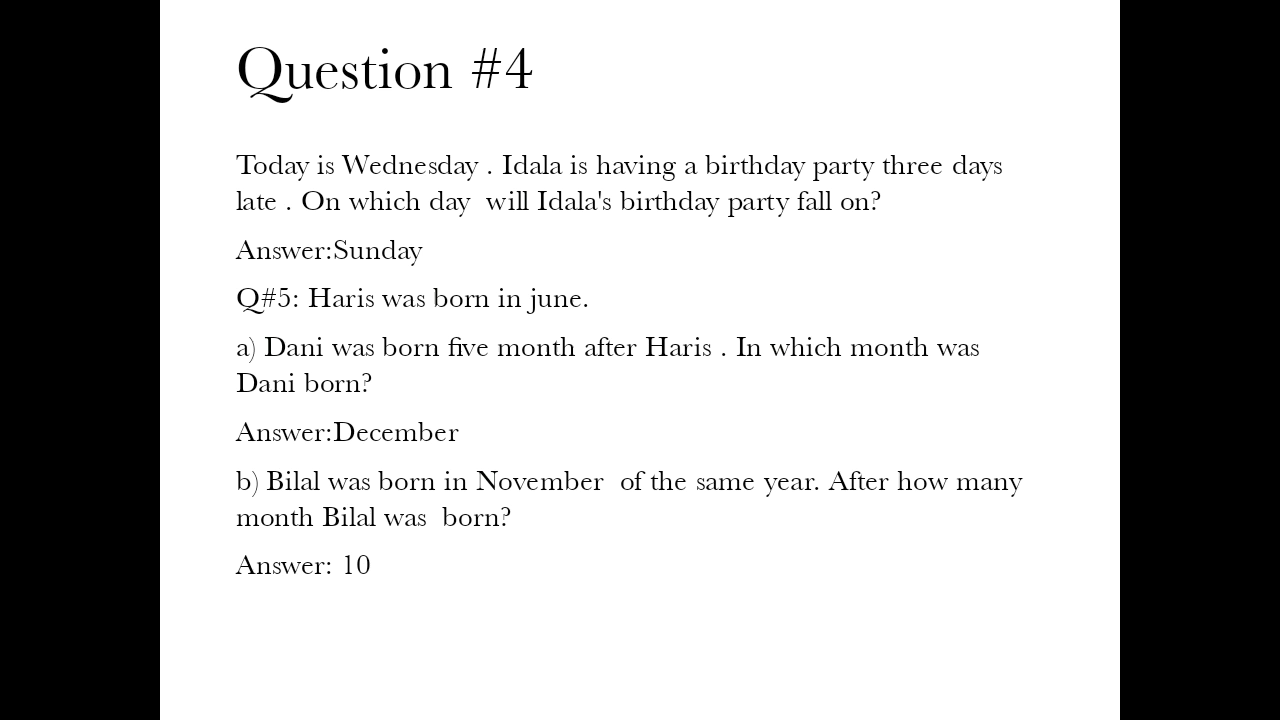 Question #4
Today is Wednesday . Idala is having a birthday party three days
late . On which day  will Idala's birthday party fall on?
Answer:Sunday
Q#5: Haris was born in june.
a) Dani was born five month after Haris . In which month was
Dani born?
Answer:December
b) Bilal was born in November  of the same year. After how many
month Bilal was  born?
Answer: 10